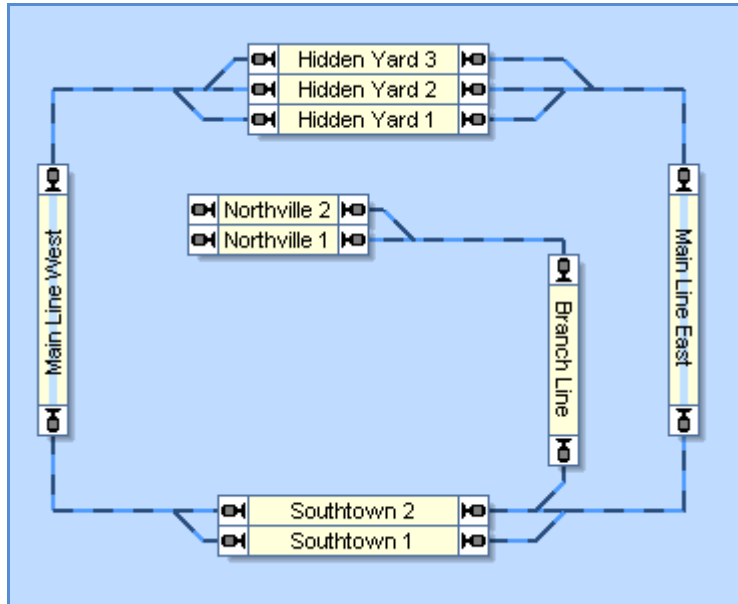 Hidden Yard 3
Hidden Yard 2
Hidden Yard 1
Northville 2
Northville 1
Main Line West
Branch Line
Main Line East
Southtown 2
Southtown 1